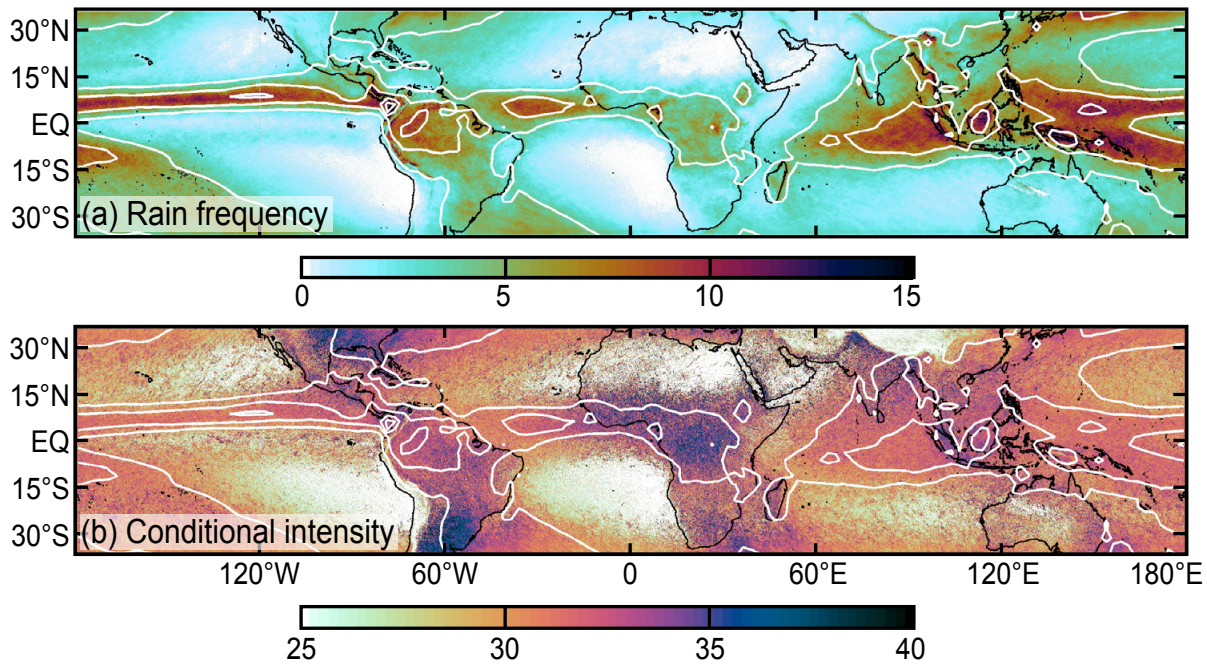 30°N
15°N
EQ
15°S
30°S
(a) Rain frequency
0 5 10 15
30°N
15°N
EQ
15°S
30°S
(b) Conditional intensity
120°W 60°W 0 60°E 120°E 180°E
25 30 35 40